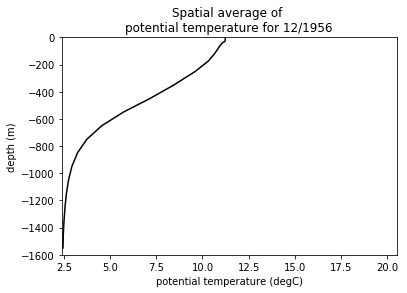 Spatial average of
potential temperature for 12/1956
0
−200
−400
−600
−800
−1000
−1200
−1400
−1600
depth (m)
2.5 5.0 7.5 10.0 12.5 15.0 17.5 20.0
potential temperature (degC)